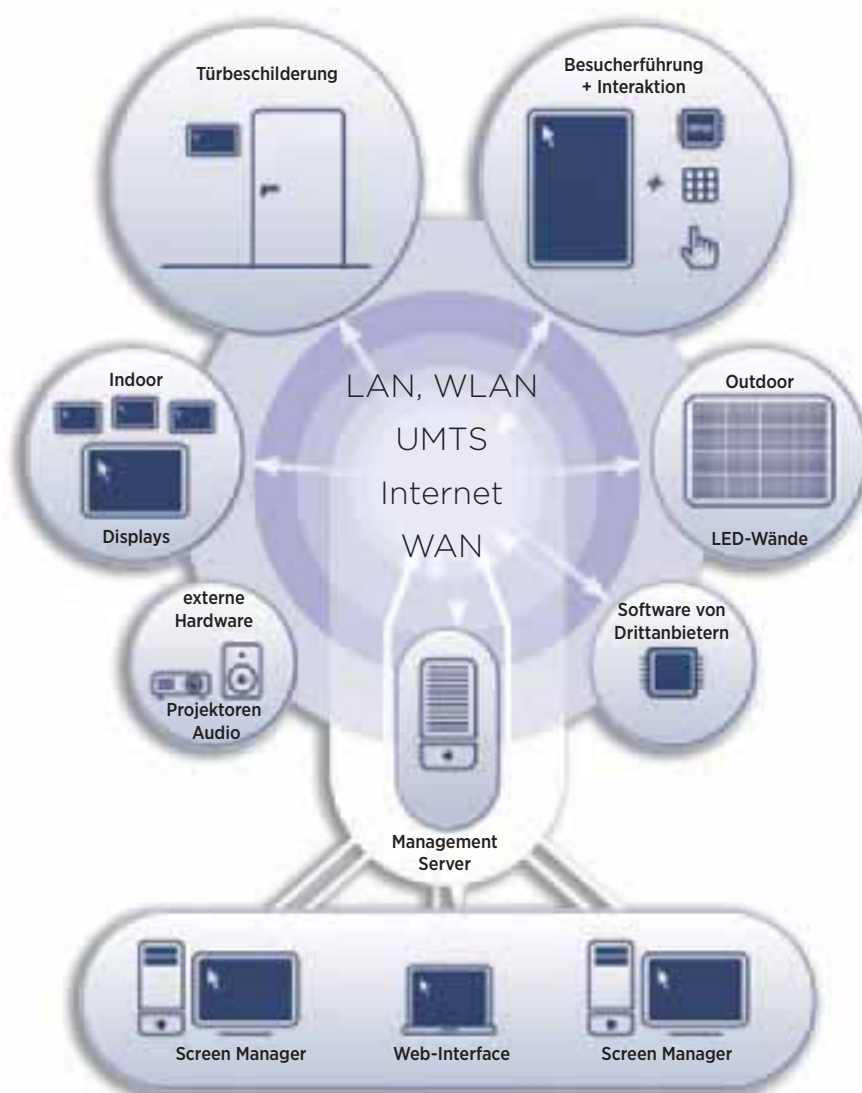 Türbeschilderung
Besucherführung
+ Interaktion
LAN, WLAN
UMTS
Internet
WAN
Indoor
Displays
Outdoor
LED-Wände
externe
Hardware
Projektoren
Audio
Software von
Drittanbietern
Management
Server
Screen Manager
Web-Interface
Screen Manager